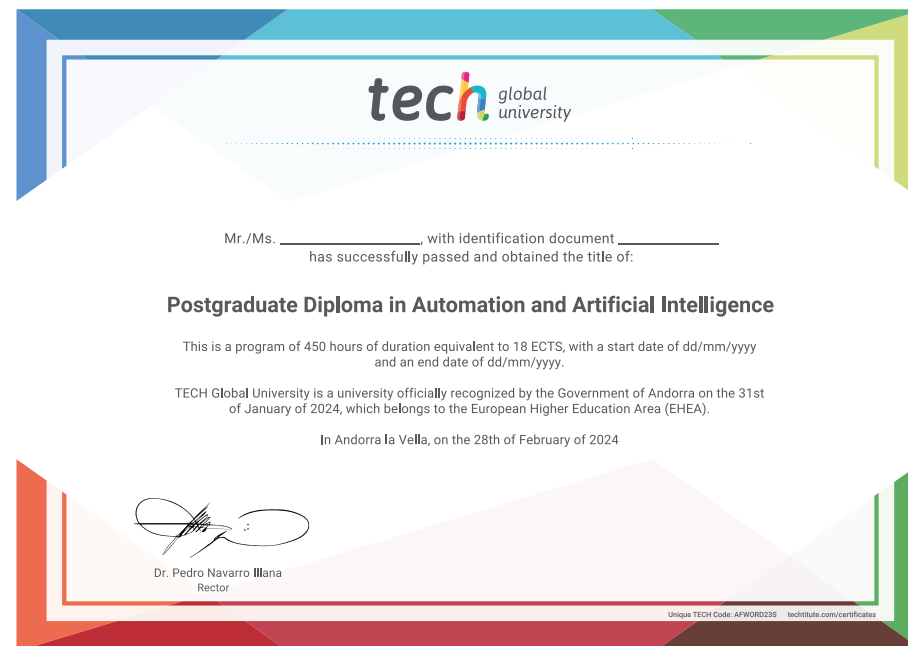 tech global university
Mr./Ms. ____________________, with identification document ______________
has successfully passed and obtained the title of:
Postgraduate Diploma in Automation and Artificial Intelligence
This is a program of 450 hours of duration equivalent to 18 ECTS, with a start date of dd/mm/yyyy
and an end date of dd/mm/yyyy.
TECH Global University is a university officially recognized by the Government of Andorra on the 31st
of January of 2024, which belongs to the European Higher Education Area (EHEA).
In Andorra la Vella, on the 28th of February of 2024
Dr. Pedro Navarro Illana
Rector
Unique TECH Code: AFWORD23S techtitute.com/certificates